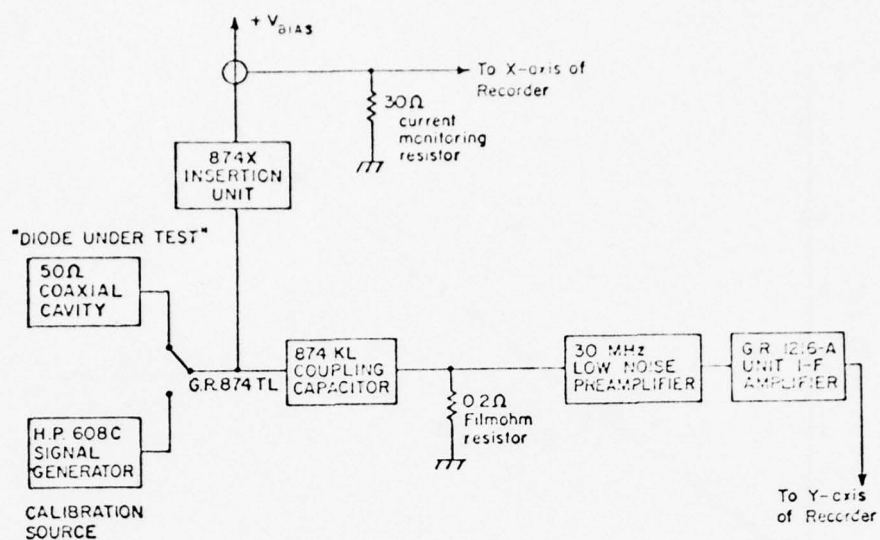 + V BIAS
To X-axis of
Recorder
30Ω
current
monitoring
resistor
874X
INSERTION
UNIT
"DIODE UNDER TEST"
50Ω
COAXIAL
CAVITY
G.R. 874 TL
874 KL
COUPLING
CAPACITOR
30 MHz
LOW NOISE
PREAMPLIFIER
G.R. 1216-A
UNIT I-F
AMPLIFIER
0.2Ω
Filmohm
resistor
H.P. 608C
SIGNAL
GENERATOR
CALIBRATION
SOURCE
To Y-axis
of Recorder